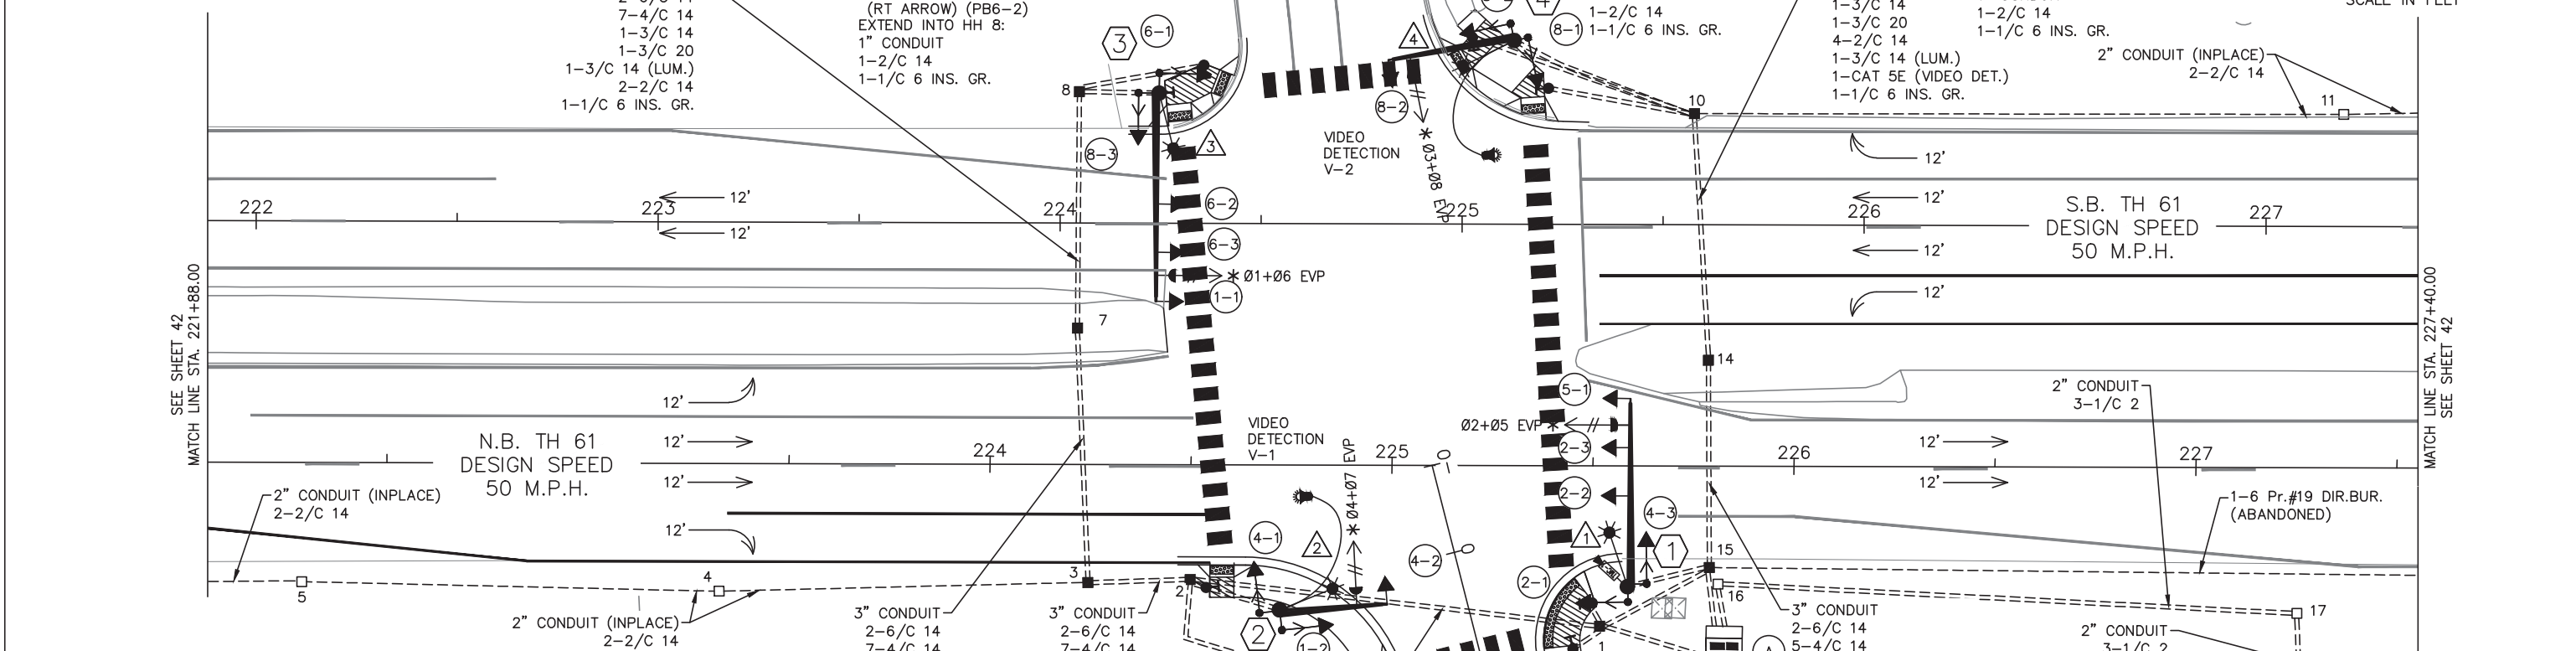 7-4/C 14
1-3/C 14
1-3/C 20
1-3/C 14 (LUM.)
2-2/C 14
1-1/C 6 INS. GR.
(RT ARROW) (PB6-2)
EXTEND INTO HH 8:
1" CONDUIT
1-2/C 14
1-1/C 6 INS. GR.
3
6-1
8
8-3
3
4
8-2
8-1
1-2/C 14
1-1/C 6 INS. GR.
1-3/C 14
1-3/C 20
4-2/C 14
1-3/C 14 (LUM.)
1-CAT 5E (VIDEO DET.)
1-1/C 6 INS. GR.
1-2/C 14
1-1/C 6 INS. GR.
SCALE IN FEET
2" CONDUIT (INPLACE)
2-2/C 14
10
11
VIDEO
DETECTION
V-2
Ø3+Ø8 EVP
12'
12'
12'
12'
12'
12'
222
223
224
225
226
227
6-2
6-3
Ø1+Ø6 EVP
1-1
S.B. TH 61
DESIGN SPEED
50 M.P.H.
SEE SHEET 42
MATCH LINE STA. 221+88.00
MATCH LINE STA. 227+40.00
SEE SHEET 42
7
14
5-1
Ø2+Ø5 EVP
2-3
2-2
2" CONDUIT
3-1/C 2
VIDEO
DETECTION
V-1
Ø4+Ø7 EVP
12'
12'
12'
12'
12'
12'
N.B. TH 61
DESIGN SPEED
50 M.P.H.
224
225
226
227
2" CONDUIT (INPLACE)
2-2/C 14
1-6 Pr.#19 DIR.BUR.
(ABANDONED)
4-1
2
4-2
1
4-3
1
15
2-1
5
4
3
2
16
17
2" CONDUIT (INPLACE)
2-2/C 14
3" CONDUIT
2-6/C 14
7-4/C 14
3" CONDUIT
2-6/C 14
7-4/C 14
2
1-2
1
3" CONDUIT
2-6/C 14
5-4/C 14
2" CONDUIT
3-1/C 2